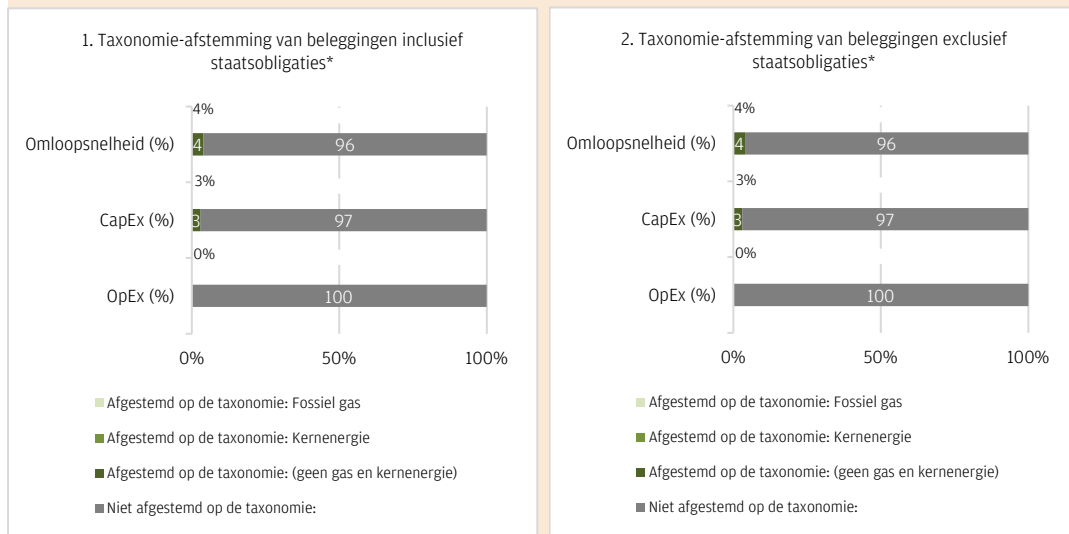 1. Taxonomie-afstemming van beleggingen inclusief
staatsobligaties*
4%
Omloopsnelheid (%)
4
96
3%
CapEx (%)
3
97
0%
OpEx (%)
100
0%
50%
100%
Afgestemd op de taxonomie: Fossiel gas
Afgestemd op de taxonomie: Kernenergie
Afgestemd op de taxonomie: (geen gas en kernenergie)
Niet afgestemd op de taxonomie:
2. Taxonomie-afstemming van beleggingen exclusief
staatsobligaties*
4%
Omloopsnelheid (%)
4
96
3%
CapEx (%)
3
97
0%
OpEx (%)
100
0%
50%
100%
Afgestemd op de taxonomie: Fossiel gas
Afgestemd op de taxonomie: Kernenergie
Afgestemd op de taxonomie: (geen gas en kernenergie)
Niet afgestemd op de taxonomie: